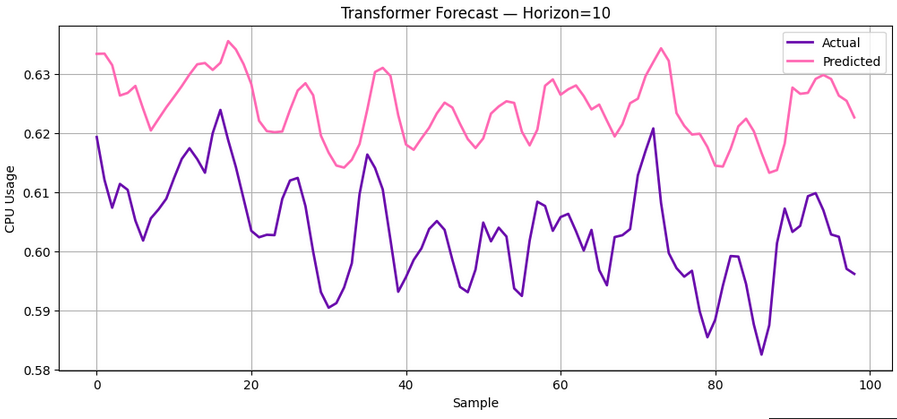 Transformer Forecast — Horizon=10
Actual
Predicted
0.63
0.62
0.61
0.60
0.59
0.58
CPU Usage
0
20
40
60
80
100
Sample